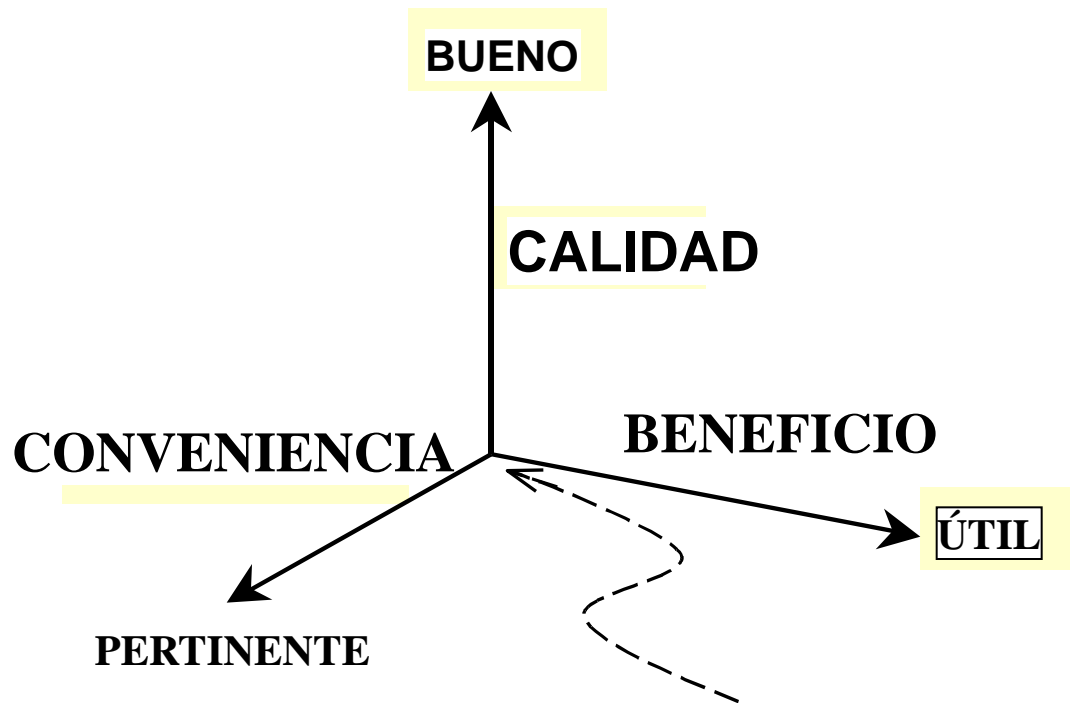 BUENO
CALIDAD
BENEFICIO
CONVENIENCIA
ÚTIL
PERTINENTE